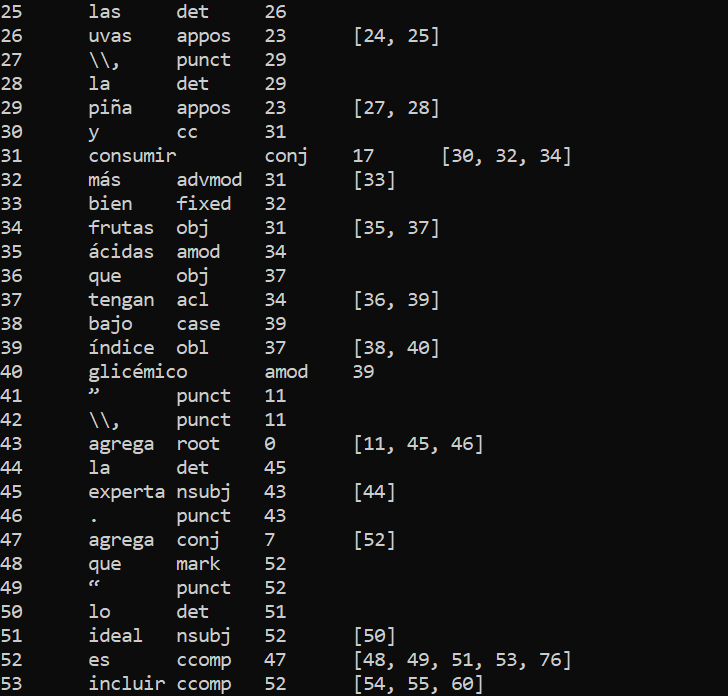 25 las det 26
26 uvas appos 23 [24, 25]
27 \\, punct 29
28 la det 29
29 piña appos 23 [27, 28]
30 y cc 31
31 consumir conj 17 [30, 32, 34]
32 más advmod 31 [33]
33 bien fixed 32
34 frutas obj 31 [35, 37]
35 ácidas amod 34
36 que obj 37
37 tengan acl 34 [36, 39]
38 bajo case 39
39 índice obl 37 [38, 40]
40 glicémico amod 39
41 ” punct 11
42 \\, punct 11
43 agrega root 0 [11, 45, 46]
44 la det 45
45 experta nsubj 43 [44]
46 . punct 43
47 agrega conj 7 [52]
48 que mark 52
49 “ punct 52
50 lo det 51
51 ideal nsubj 52 [50]
52 es ccomp 47 [48, 49, 51, 53, 76]
53 incluir ccomp 52 [54, 55, 60]